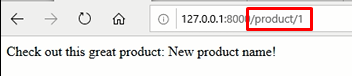 127.0.0.1:8000/product/1
Check out this great product: New product name!